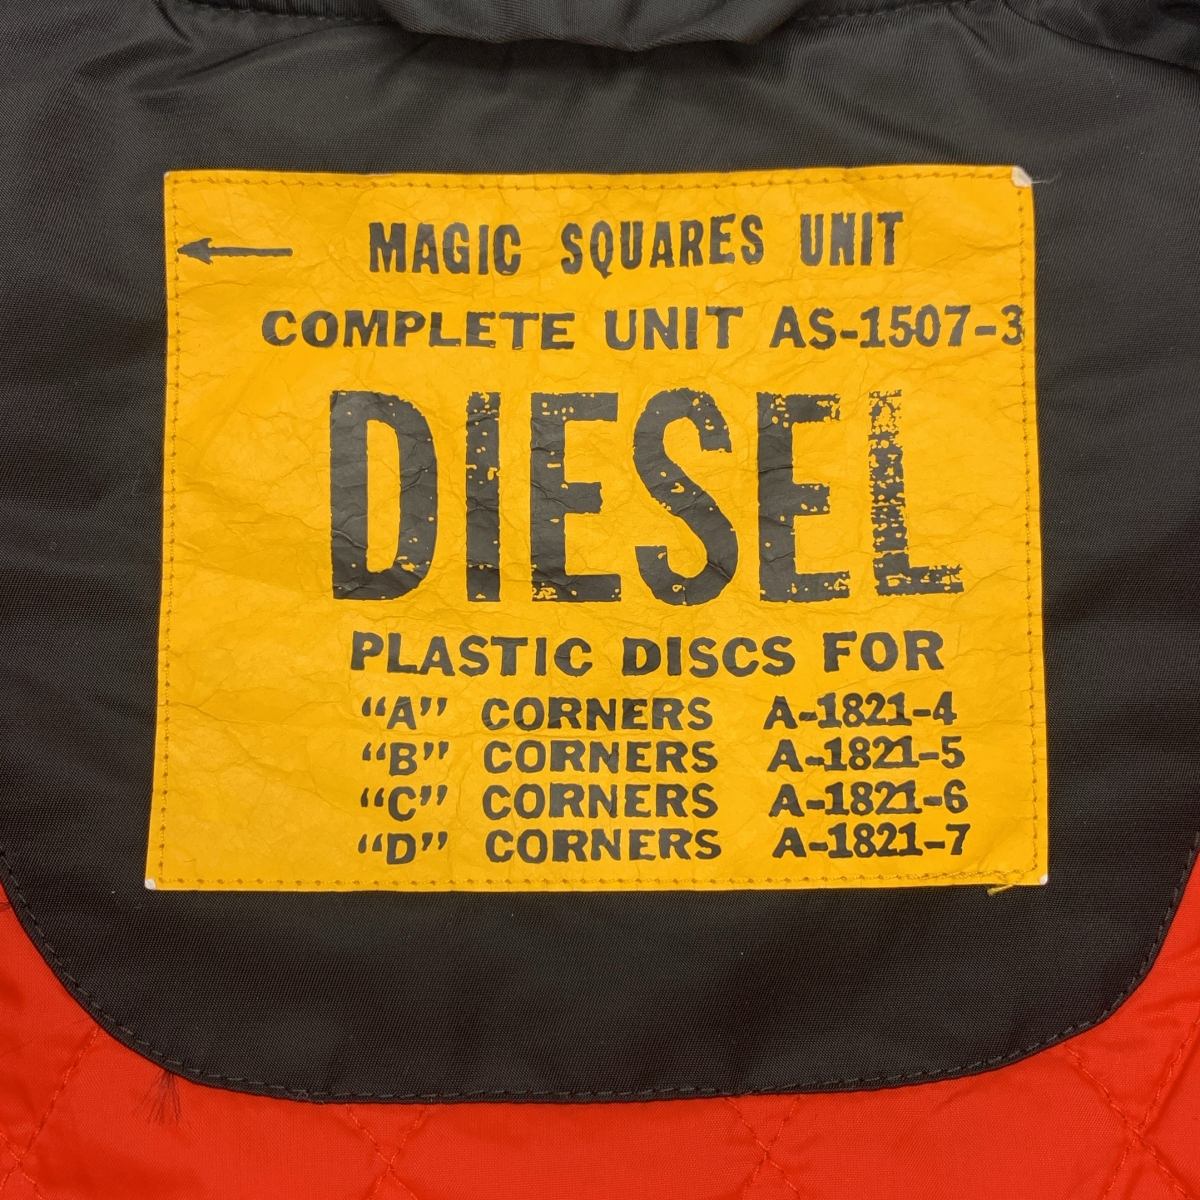 MAGIC SQUARES UNIT
COMPLETE UNIT AS-1507-3
DIESEL
PLASTIC DISCS FOR
“A” CORNERS A-1821-4
“B” CORNERS A-1821-5
“C” CORNERS A-1821-6
“D” CORNERS A-1821-7